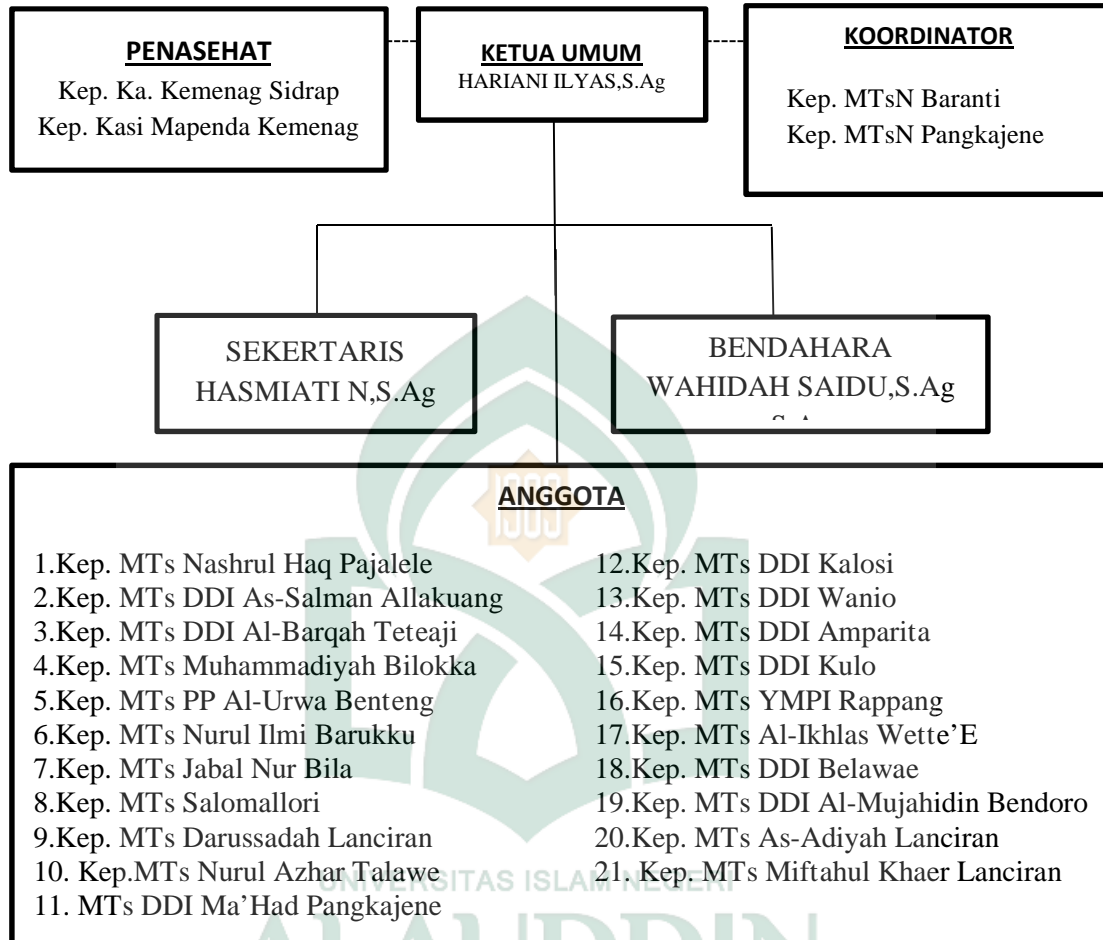 PENASEHAT
Kep. Ka. Kemenag Sidrap
Kep. Kasi Mapenda Kemenag
KETUA UMUM
HARIANI ILYAS,S.Ag
KOORDINATOR
Kep. MTsN Baranti
Kep. MTsN Pangkajene
SEKERTARIS
HASMIATI N,S.Ag
BENDAHARA
WAHIDAH SAIDU,S.Ag
ANGGOTA
1.Kep. MTs Nashrul Haq Pajalele
2.Kep. MTs DDI As-Salman Allakuang
3.Kep. MTs DDI Al-Barqah Teteaji
4.Kep. MTs Muhammadiyah Bilokka
5.Kep. MTs PP Al-Urwa Benteng
6.Kep. MTs Nurul Ilmi Barukku
7.Kep. MTs Jabal Nur Bila
8.Kep. MTs Salomallori
9.Kep. MTs Darussadah Lanciran
10. Kep.MTs Nurul Azhar Talawe
11. MTs DDI Ma’Had Pangkajene
12.Kep. MTs DDI Kalosi
13.Kep. MTs DDI Wanio
14.Kep. MTs DDI Amparita
15.Kep. MTs DDI Kulo
16.Kep. MTs YMPI Rappang
17.Kep. MTs Al-Ikhlas Wette’E
18.Kep. MTs DDI Belawae
19.Kep. MTs DDI Al-Mujahidin Bendoro
20.Kep. MTs As-Adiyah Lanciran
21. Kep. MTs Miftahul Khaer Lanciran
UNIVERSITAS ISLAM NEGERI
ALAUDDIN